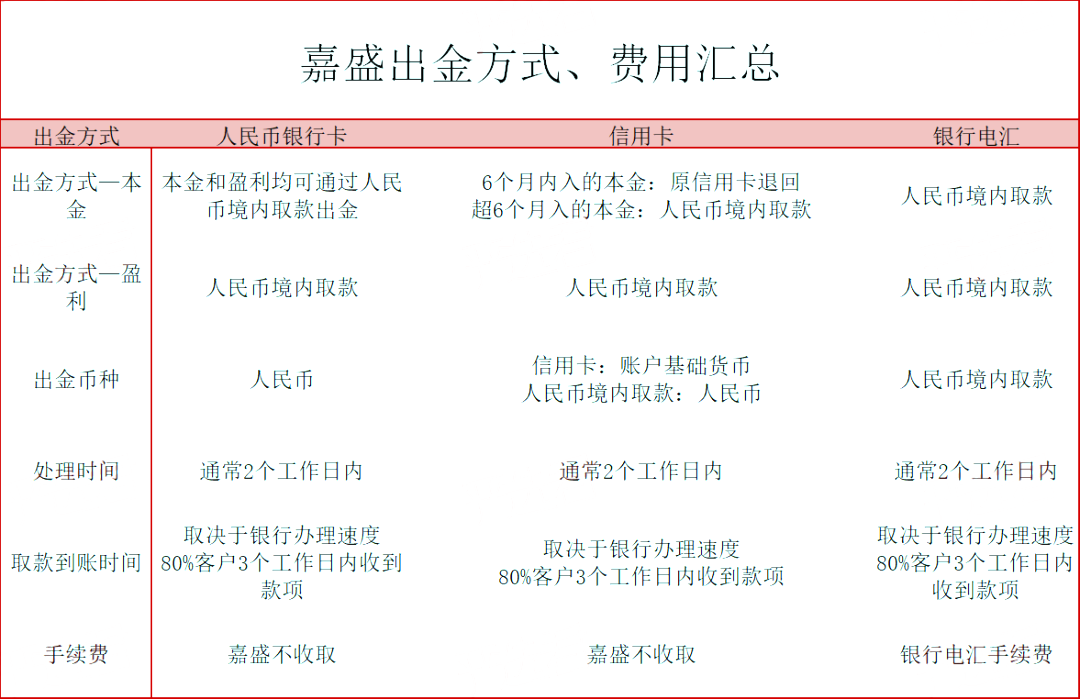 嘉盛出金方式、费用汇总
出金方式 人民币银行卡 信用卡 银行电汇
出金方式—本
金
本金和盈利均可通过人民
币境内取款出金
6个月内入的本金：原信用卡退回
超6个月入的本金：人民币境内取款
人民币境内取款
出金方式—盈
利
人民币境内取款
人民币境内取款
人民币境内取款
出金币种
人民币
信用卡：账户基础货币
人民币境内取款：人民币
人民币境内取款
处理时间
通常2个工作日内
通常2个工作日内
通常2个工作日内
取款到账时间
取决于银行办理速度
80%客户3个工作日内收到
款项
取决于银行办理速度
80%客户3个工作日内收到款项
取决于银行办理速度
80%客户3个工作日内
收到款项
手续费
嘉盛不收取
嘉盛不收取
银行电汇手续费